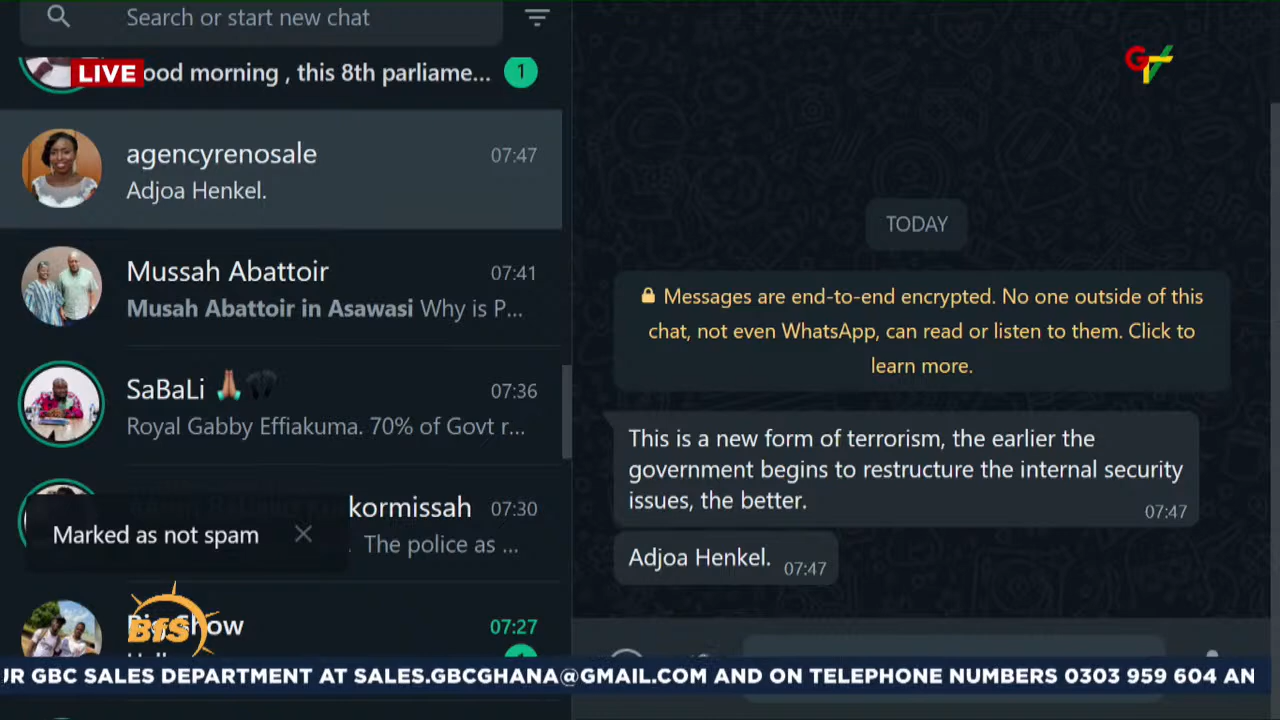 Search or start new chat
LIVE
ood morning , this 8th parliame...
1
agencyrenosale
07:47
Adjoa Henkel.
Mussah Abattoir
07:41
Musah Abattoir in Asawasi Why is P...
SaBaLi
07:36
Royal Gabby Effiakuma. 70% of Govt r...
kormissah
07:30
. The police as ...
Marked as not spam
Big Show
07:27
BfS
GTV
TODAY
Messages are end-to-end encrypted. No one outside of this
chat, not even WhatsApp, can read or listen to them. Click to
learn more.
This is a new form of terrorism, the earlier the
government begins to restructure the internal security
issues, the better.
07:47
Adjoa Henkel.
07:47
UR GBC SALES DEPARTMENT AT SALES.GBCGHANA@GMAIL.COM AND ON TELEPHONE NUMBERS 0303 959 604 AN